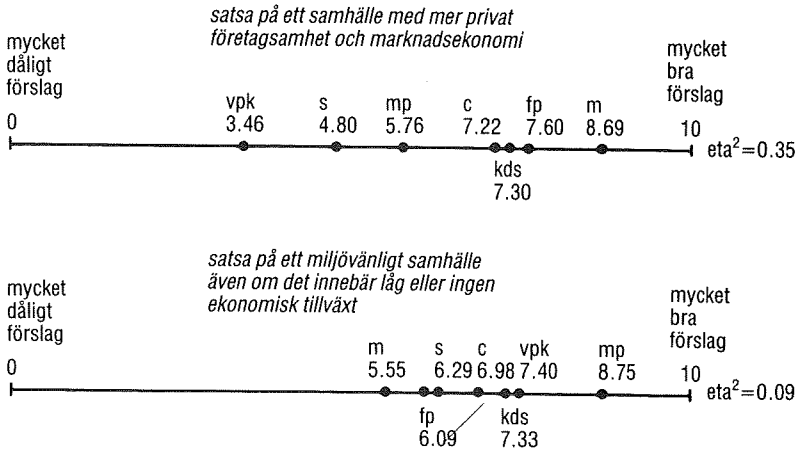 satsa på ett samhälle med mer privat
företagsamhet och marknadsekonomi
mycket
dåligt
förslag
mycket
bra
förslag
vpk s mp c fp m
0 3.46 4.80 5.76 7.22 7.60 8.69 10
eta²=0.35
kds
7.30
satsa på ett miljövänligt samhälle
även om det innebär låg eller ingen
ekonomisk tillväxt
mycket
dåligt
förslag
mycket
bra
förslag
m s c vpk mp
0 5.55 6.29 6.98 7.40 8.75 10
eta²=0.09
fp kds
6.09 7.33